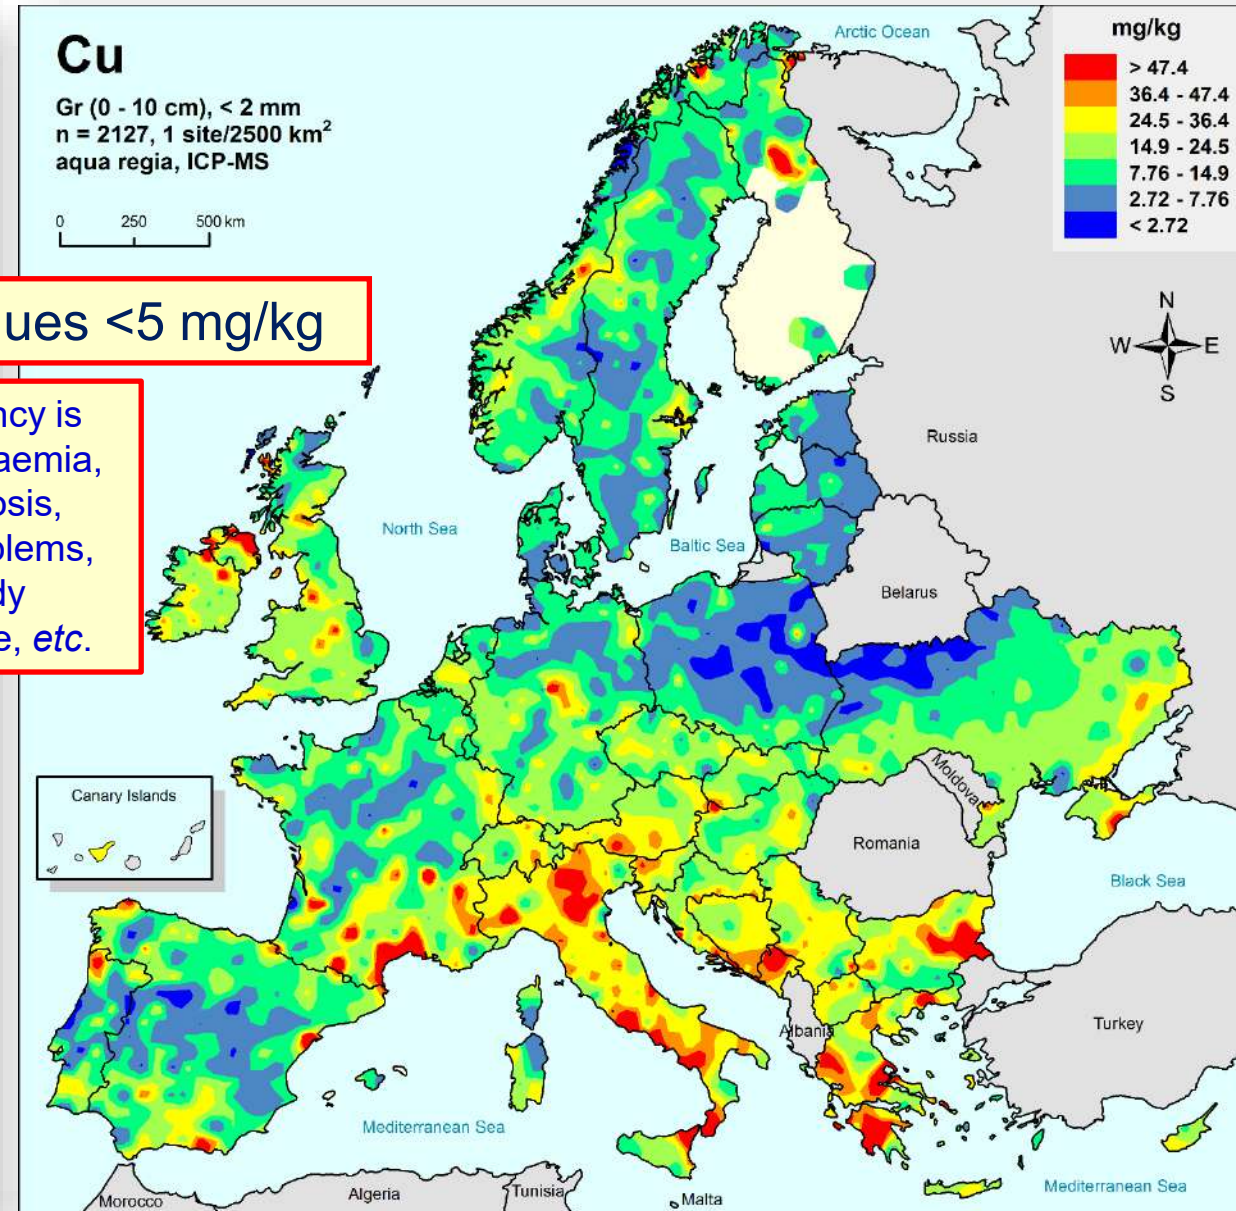 Cu
Gr (0 - 10 cm), < 2 mm
n = 2127, 1 site/2500 km²
aqua regia, ICP-MS
0 250 500 km
Arctic Ocean
mg/kg
> 47.4
36.4 - 47.4
24.5 - 36.4
14.9 - 24.5
7.76 - 14.9
2.72 - 7.76
< 2.72
N
W E
S
ues <5 mg/kg
ncy is
aemia,
osis,
blems,
dy
e, etc.
Russia
North Sea
Baltic Sea
Belarus
Moldova
Canary Islands
Romania
Black Sea
Albania
Turkey
Mediterranean Sea
Mediterranean Sea
Morocco
Algeria
Tunisia
Malta